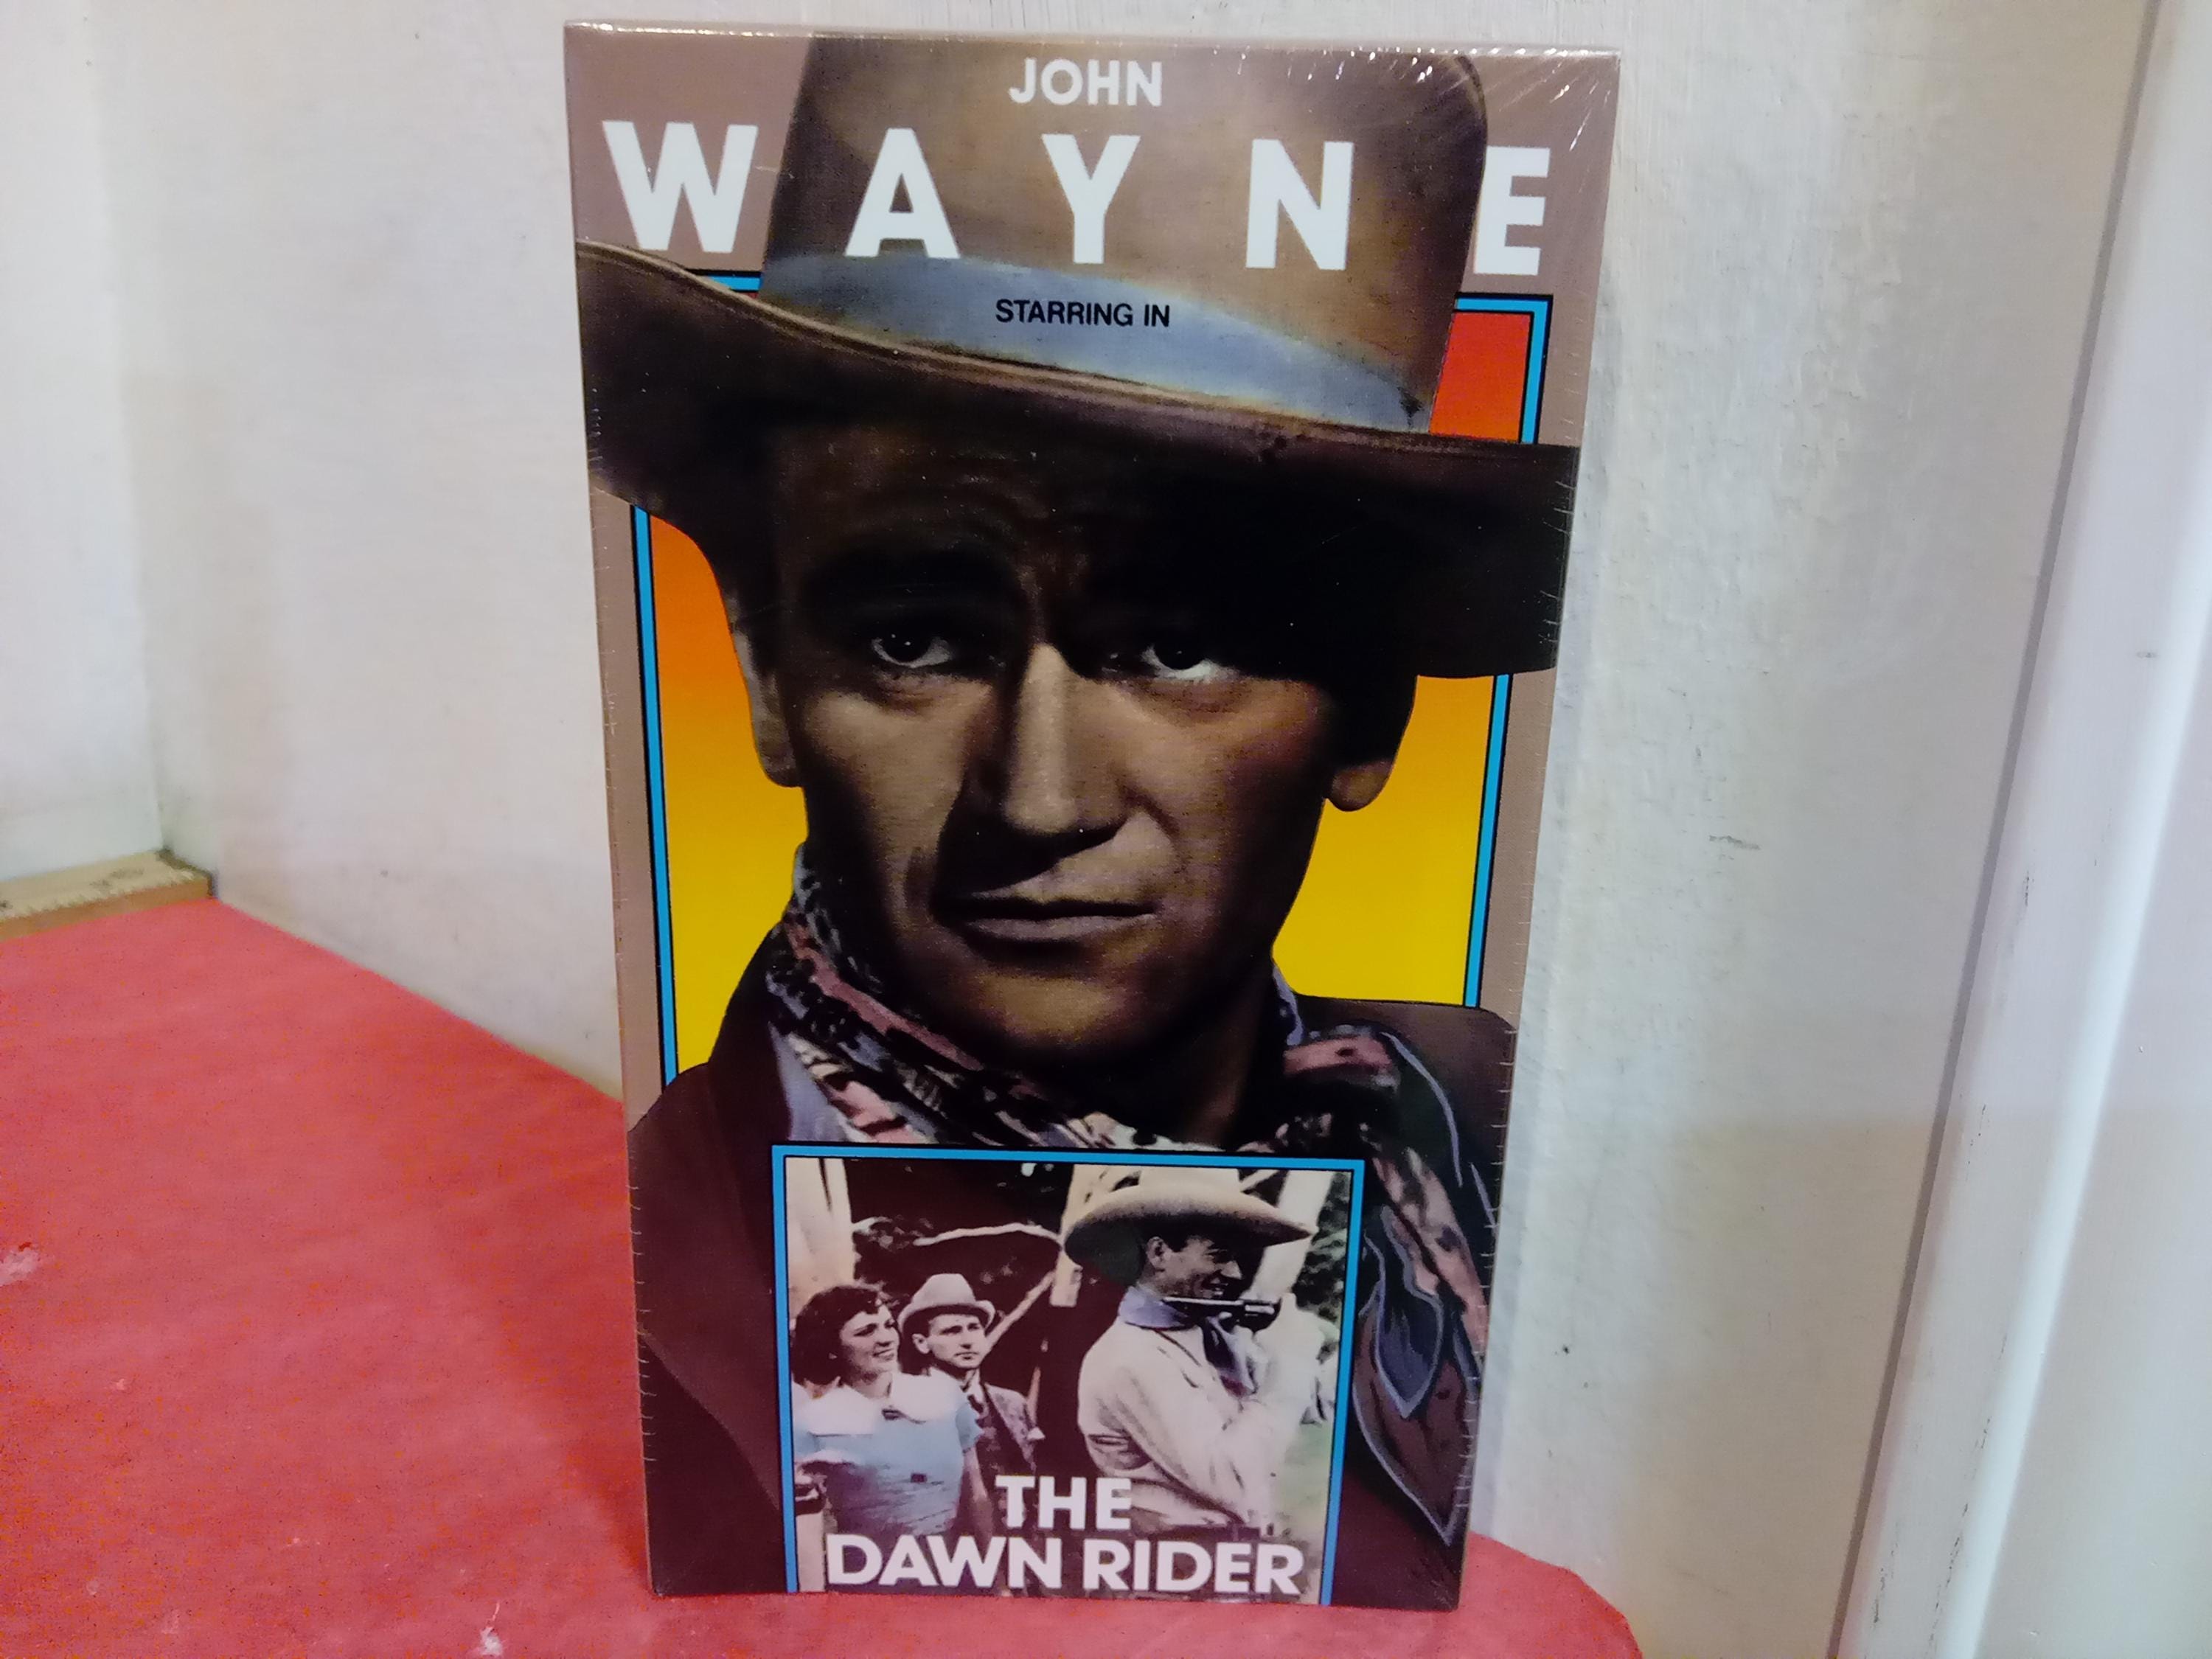 JOHN
WAYNE
STARRING IN
THE
DAWN RIDER